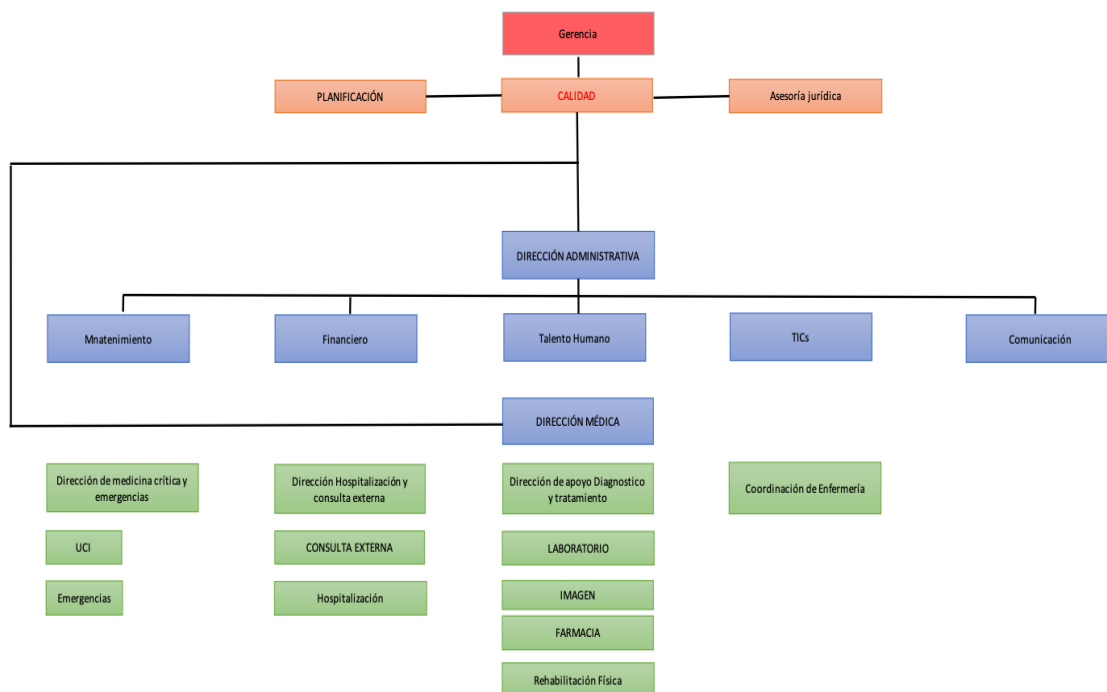 Gerencia
PLANIFICACIÓN
CALIDAD
Asesoría jurídica
DIRECCIÓN ADMINISTRATIVA
Mnatenimiento
Financiero
Talento Humano
TICs
Comunicación
DIRECCIÓN MÉDICA
Dirección de medicina crítica y
emergencias
Dirección Hospitalización y
consulta externa
Dirección de apoyo Diagnostico
y tratamiento
Coordinación de Enfermería
UCI
CONSULTA EXTERNA
LABORATORIO
Emergencias
Hospitalización
IMAGEN
FARMACIA
Rehabilitación Física